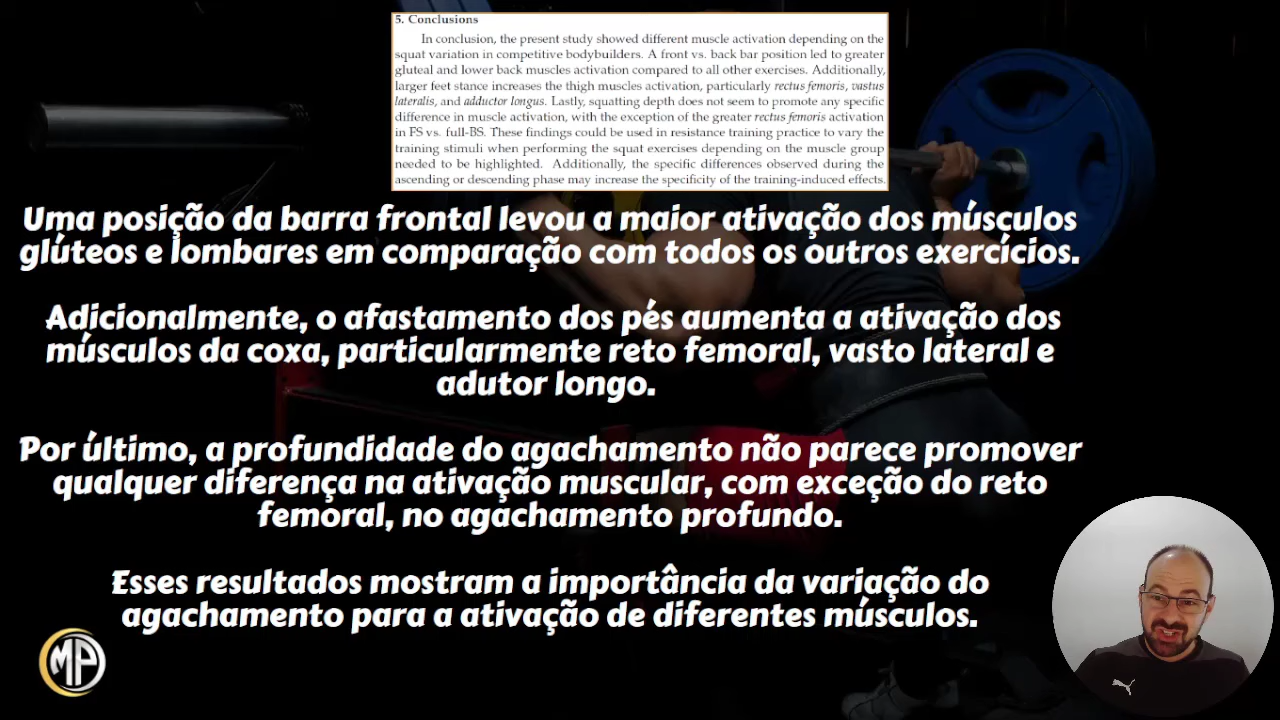 5. Conclusions
In conclusion, the present study showed different muscle activation depending on the
squat variation in competitive bodybuilders. A front vs. back bar position led to greater
gluteal and lower back muscles activation compared to all other exercises. Additionally,
larger feet stance increases the thigh muscles activation, particularly rectus femoris, vastus
lateralis, and adductor longus. Lastly, squatting depth does not seem to promote any specific
difference in muscle activation, with the exception of the greater rectus femoris activation
in FS vs. full-BS. These findings could be used in resistance training practice to vary the
training stimuli when performing the squat exercises depending on the muscle group
needed to be highlighted. Additionally, the specific differences observed during the
ascending or descending phase may increase the specificity of the training-induced effects.
Uma posição da barra frontal levou a maior ativação dos músculos
glúteos e lombares em comparação com todos os outros exercícios.
Adicionalmente, o afastamento dos pés aumenta a ativação dos
músculos da coxa, particularmente reto femoral, vasto lateral e
adutor longo.
Por último, a profundidade do agachamento não parece promover
qualquer diferença na ativação muscular, com exceção do reto
femoral, no agachamento profundo.
Esses resultados mostram a importância da variação do
agachamento para a ativação de diferentes músculos.
MP